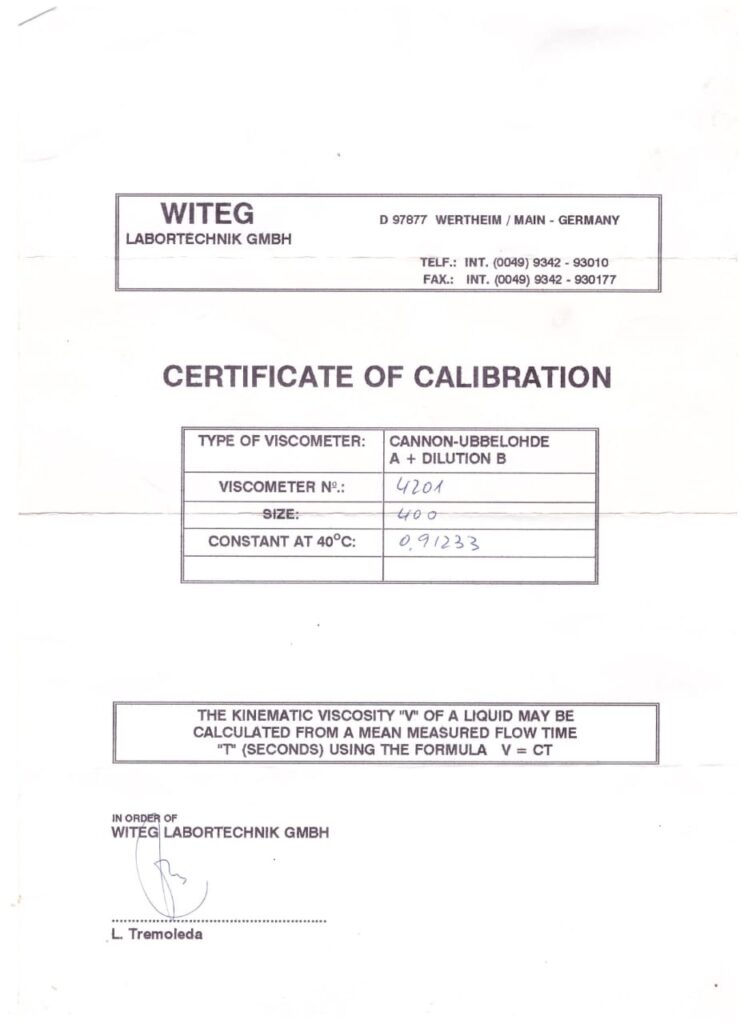 WITEG
LABORTECHNIK GMBH
D 97877 WERTHEIM / MAIN - GERMANY
TELF.: INT. (0049) 9342 - 93010
FAX.: INT. (0049) 9342 - 930177
CERTIFICATE OF CALIBRATION
TYPE OF VISCOMETER: CANNON-UBBELOHDE
A + DILUTION B
VISCOMETER Nº.: 4201
SIZE: 400
CONSTANT AT 40ºC: 0,91233
THE KINEMATIC VISCOSITY "V" OF A LIQUID MAY BE
CALCULATED FROM A MEAN MEASURED FLOW TIME
"T" (SECONDS) USING THE FORMULA V = CT
IN ORDER OF
WITEG LABORTECHNIK GMBH
L. Tremoleda